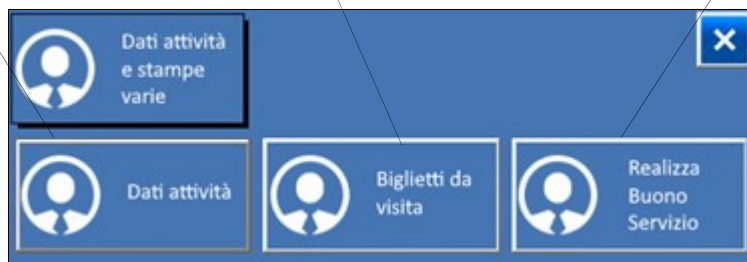 Dati attività
e stampe
varie
Dati attività
Biglietti da
visita
Realizza
Buono
Servizio